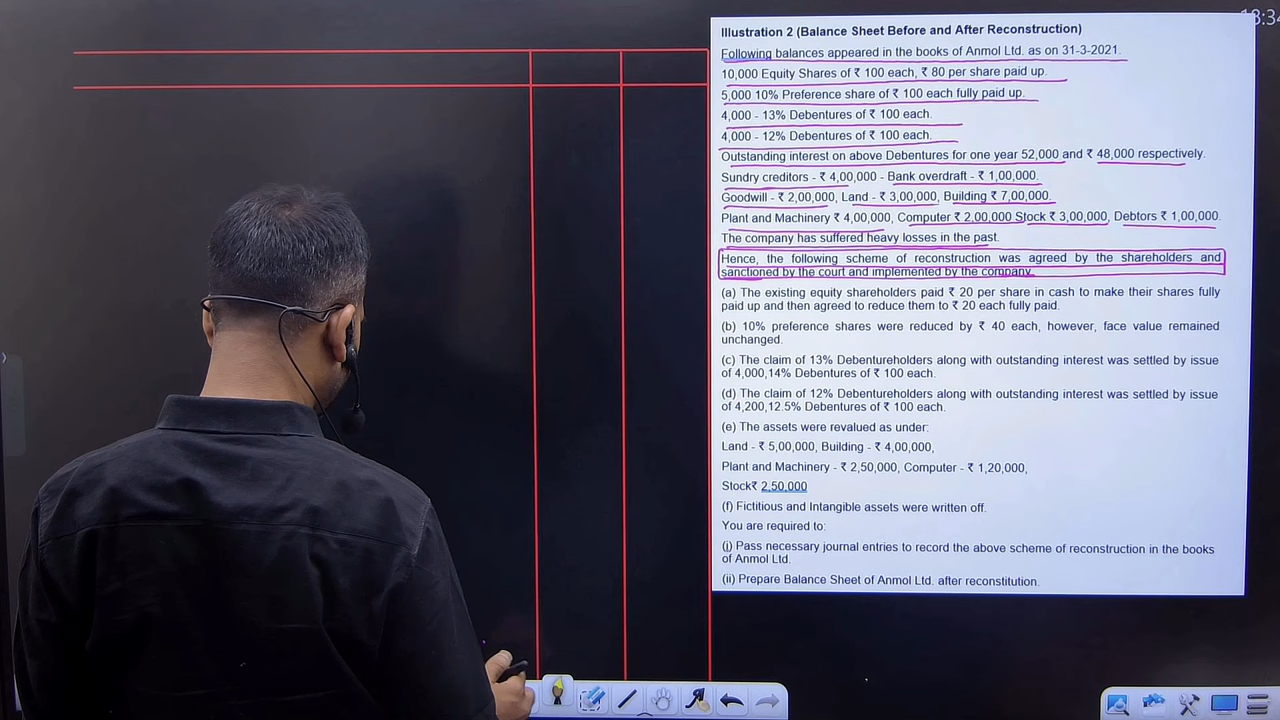 18:34
Illustration 2 (Balance Sheet Before and After Reconstruction)
Following balances appeared in the books of Anmol Ltd. as on 31-3-2021.
10,000 Equity Shares of ₹ 100 each, ₹ 80 per share paid up.
5,000 10% Preference share of ₹ 100 each fully paid up.
4,000 - 13% Debentures of ₹ 100 each.
4,000 - 12% Debentures of ₹ 100 each.
Outstanding interest on above Debentures for one year 52,000 and ₹ 48,000 respectively.
Sundry creditors - ₹ 4,00,000 - Bank overdraft - ₹ 1,00,000.
Goodwill - ₹ 2,00,000, Land - ₹ 3,00,000, Building ₹ 7,00,000.
Plant and Machinery ₹ 4,00,000, Computer ₹ 2,00,000 Stock ₹ 3,00,000, Debtors ₹ 1,00,000.
The company has suffered heavy losses in the past.
Hence, the following scheme of reconstruction was agreed by the shareholders and
sanctioned by the court and implemented by the company.
(a) The existing equity shareholders paid ₹ 20 per share in cash to make their shares fully
paid up and then agreed to reduce them to ₹ 20 each fully paid.
(b) 10% preference shares were reduced by ₹ 40 each, however, face value remained
unchanged.
(c) The claim of 13% Debentureholders along with outstanding interest was settled by issue
of 4,000,14% Debentures of ₹ 100 each.
(d) The claim of 12% Debentureholders along with outstanding interest was settled by issue
of 4,200,12.5% Debentures of ₹ 100 each.
(e) The assets were revalued as under:
Land - ₹ 5,00,000, Building - ₹ 4,00,000,
Plant and Machinery - ₹ 2,50,000, Computer - ₹ 1,20,000,
Stock₹ 2,50,000
(f) Fictitious and Intangible assets were written off.
You are required to:
(i) Pass necessary journal entries to record the above scheme of reconstruction in the books
of Anmol Ltd.
(ii) Prepare Balance Sheet of Anmol Ltd. after reconstitution.